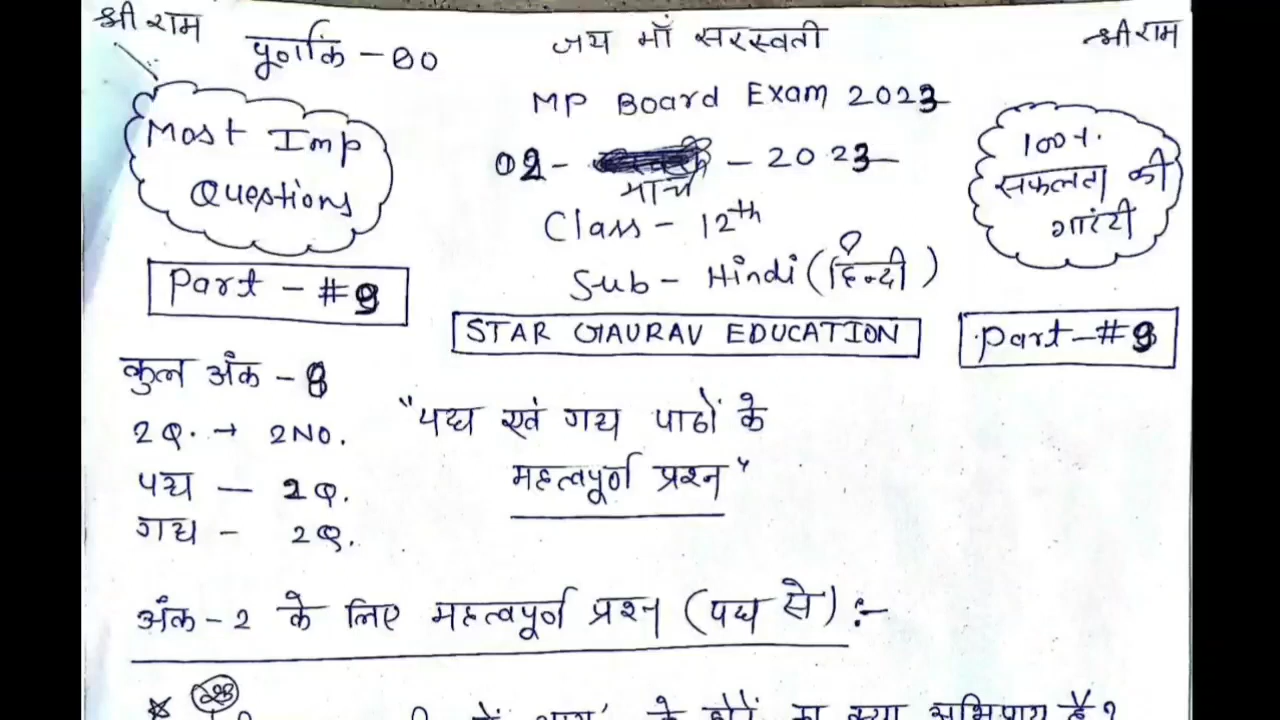 श्री राम
पूर्णांक - 80
जय माँ सरस्वती
श्री राम
MP Board Exam 2023
Most Imp
Questions
02- मार्च - 2023
100%
सफलता की
गारंटी
Class - 12th
Sub - Hindi (हिन्दी)
Part - #9
STAR GAURAV EDUCATION
Part - #9
कुल अंक - 8
2Q. → 2NO.
पद्य - 2Q.
गद्य - 2Q.
"पद्य एवं गद्य पाठों के
महत्वपूर्ण प्रश्न"
अंक - 2 के लिए महत्वपूर्ण प्रश्न (पद्य से) :-
के का क्या अभिप्राय है?